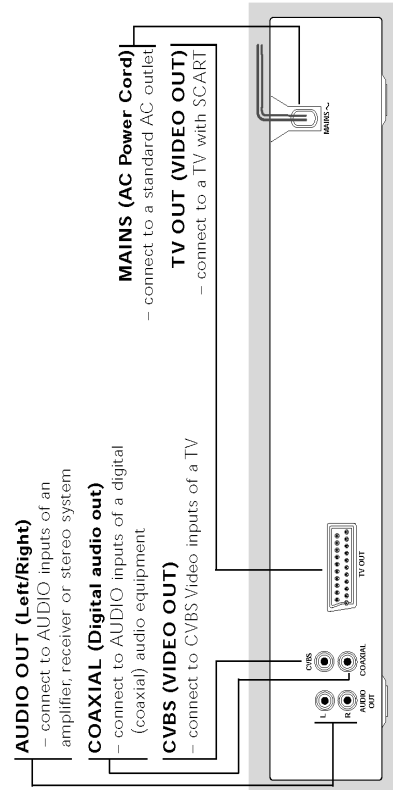 AUDIO OUT (Left/Right)
– connect to AUDIO inputs of an
amplifier, receiver or stereo system
COAXIAL (Digital audio out)
– connect to AUDIO inputs of a digital
(coaxial) audio equipment
CVBS (VIDEO OUT)
– connect to CVBS Video inputs of a TV
MAINS (AC Power Cord)
– connect to a standard AC outlet
TV OUT (VIDEO OUT)
– connect to a TV with SCART
L
R
AUDIO
OUT
CVBS
COAXIAL
TV OUT
MAINS ~